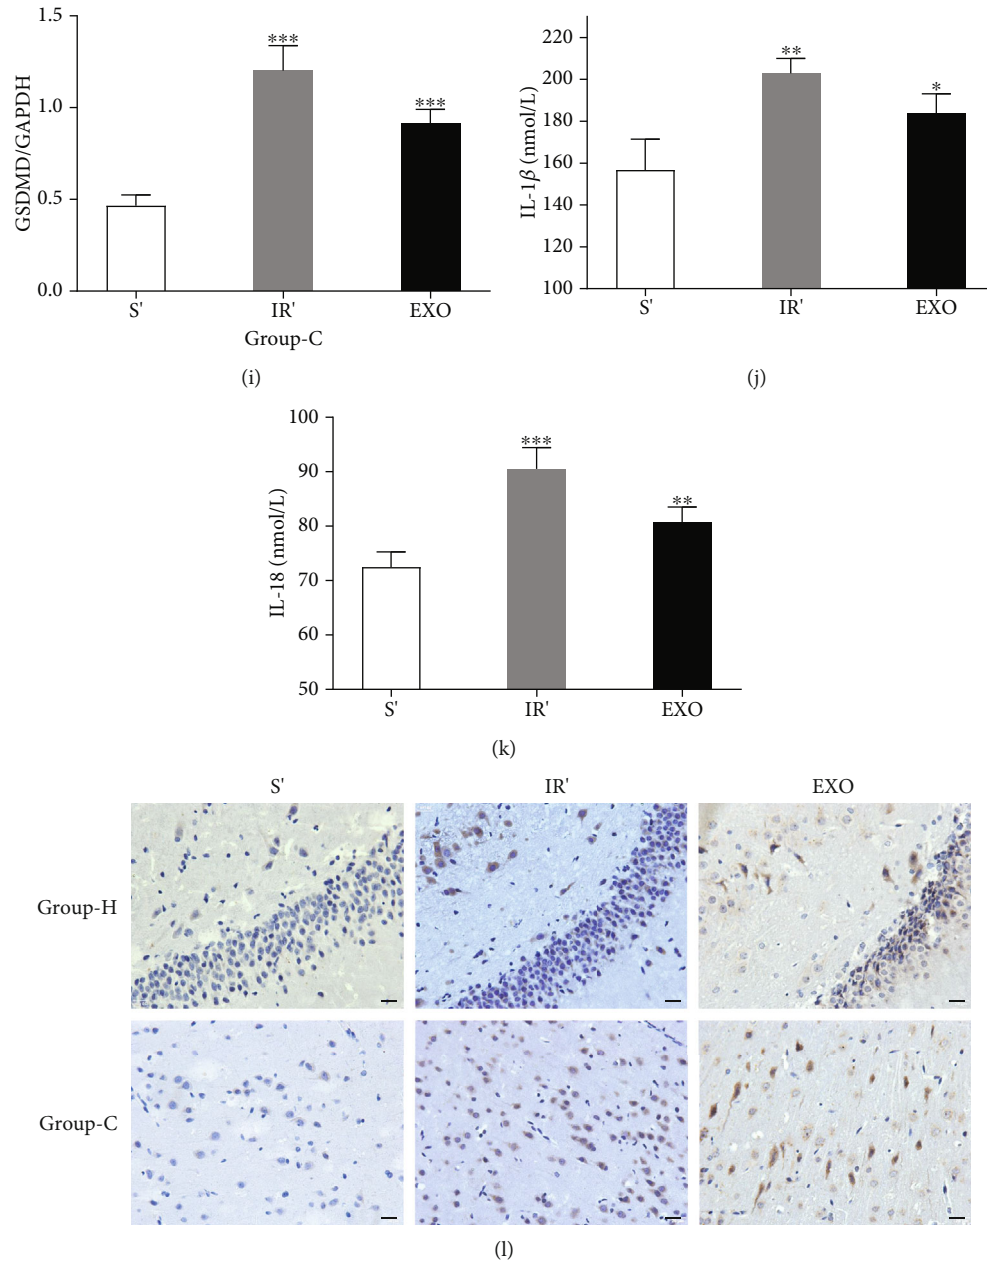 GSDMD/GAPDH
1.5
1.0
0.5
0.0
***
***
S'
IR'
EXO
Group-C
(i)
IL-1β (nmol/L)
220
200
180
160
140
120
100
**
*
S'
IR'
EXO
(j)
IL-18 (nmol/L)
100
90
80
70
60
50
***
**
S'
IR'
EXO
(k)
S'
IR'
EXO
Group-H
Group-C
(l)